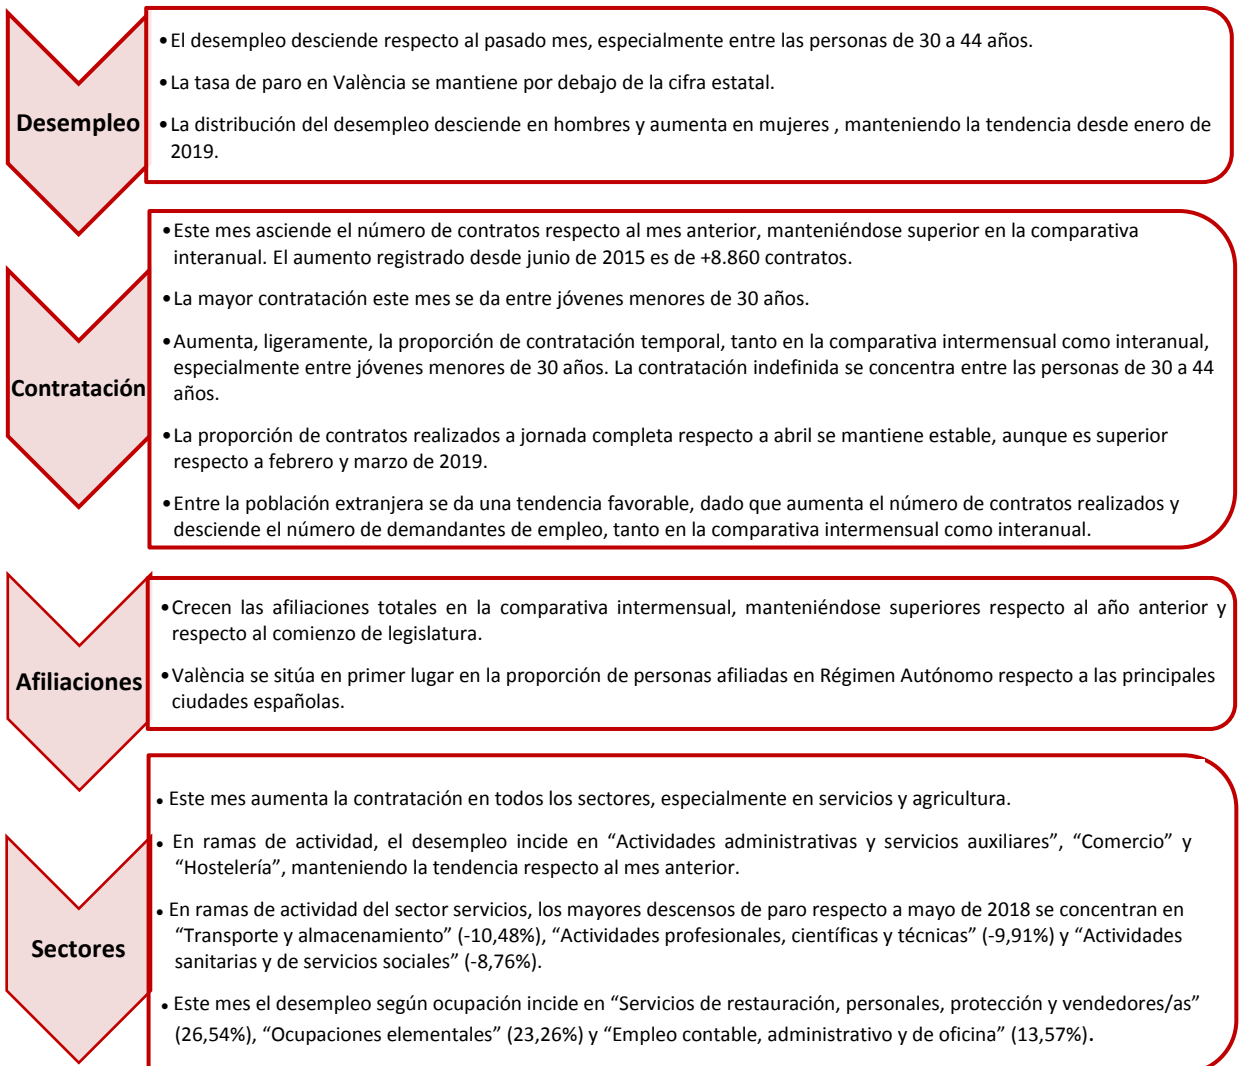 Desempleo
•El desempleo desciende respecto al pasado mes, especialmente entre las personas de 30 a 44 años.
•La tasa de paro en València se mantiene por debajo de la cifra estatal.
•La distribución del desempleo desciende en hombres y aumenta en mujeres , manteniendo la tendencia desde enero de
2019.
Contratación
•Este mes asciende el número de contratos respecto al mes anterior, manteniéndose superior en la comparativa
interanual. El aumento registrado desde junio de 2015 es de +8.860 contratos.
•La mayor contratación este mes se da entre jóvenes menores de 30 años.
•Aumenta, ligeramente, la proporción de contratación temporal, tanto en la comparativa intermensual como interanual,
especialmente entre jóvenes menores de 30 años. La contratación indefinida se concentra entre las personas de 30 a 44
años.
•La proporción de contratos realizados a jornada completa respecto a abril se mantiene estable, aunque es superior
respecto a febrero y marzo de 2019.
•Entre la población extranjera se da una tendencia favorable, dado que aumenta el número de contratos realizados y
desciende el número de demandantes de empleo, tanto en la comparativa intermensual como interanual.
Afiliaciones
•Crecen las afiliaciones totales en la comparativa intermensual, manteniéndose superiores respecto al año anterior y
respecto al comienzo de legislatura.
•València se sitúa en primer lugar en la proporción de personas afiliadas en Régimen Autónomo respecto a las principales
ciudades españolas.
Sectores
• Este mes aumenta la contratación en todos los sectores, especialmente en servicios y agricultura.
• En ramas de actividad, el desempleo incide en “Actividades administrativas y servicios auxiliares”, “Comercio” y
“Hostelería”, manteniendo la tendencia respecto al mes anterior.
• En ramas de actividad del sector servicios, los mayores descensos de paro respecto a mayo de 2018 se concentran en
“Transporte y almacenamiento” (-10,48%), “Actividades profesionales, científicas y técnicas” (-9,91%) y “Actividades
sanitarias y de servicios sociales” (-8,76%).
• Este mes el desempleo según ocupación incide en “Servicios de restauración, personales, protección y vendedores/as”
(26,54%), “Ocupaciones elementales” (23,26%) y “Empleo contable, administrativo y de oficina” (13,57%).